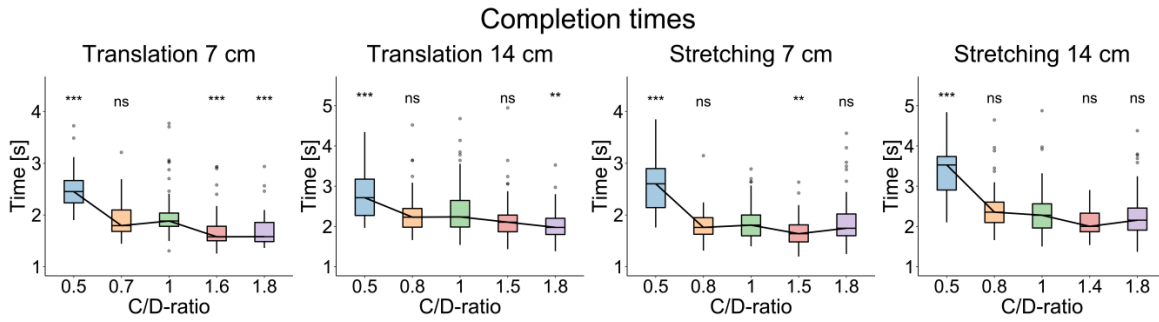 Completion times
Translation 7 cm
Time [s]
4
3
2
1
*** ns *** ***
0.5 0.7 1 1.6 1.8
C/D-ratio
Translation 14 cm
Time [s]
5
4
3
2
1
*** ns ns **
0.5 0.8 1 1.5 1.8
C/D-ratio
Stretching 7 cm
Time [s]
4
3
2
1
*** ns ** ns
0.5 0.8 1 1.5 1.8
C/D-ratio
Stretching 14 cm
Time [s]
5
4
3
2
1
*** ns ns ns
0.5 0.8 1 1.4 1.8
C/D-ratio